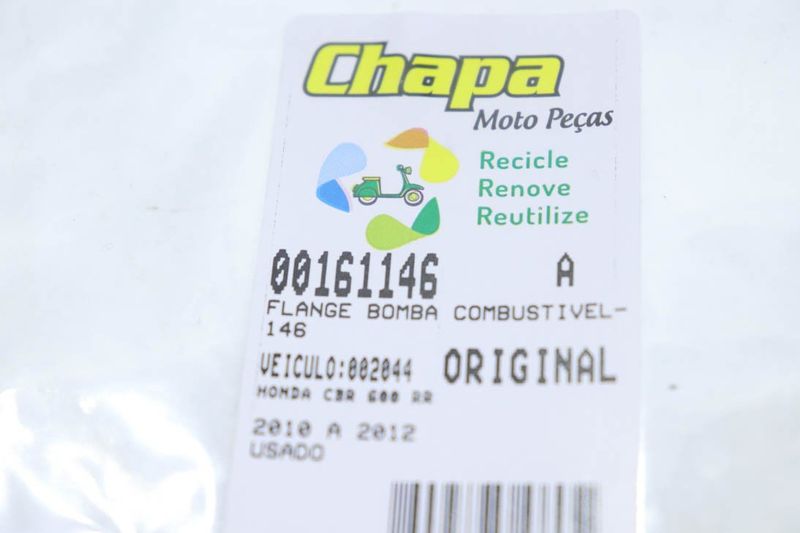 Chapa
Moto Peças
Recicle
Renove
Reutilize
00161146 A
FLANGE BOMBA COMBUSTIVEL-
146
VEICULO:002044 ORIGINAL
HONDA CBR 600 RR
2010 A 2012
USADO